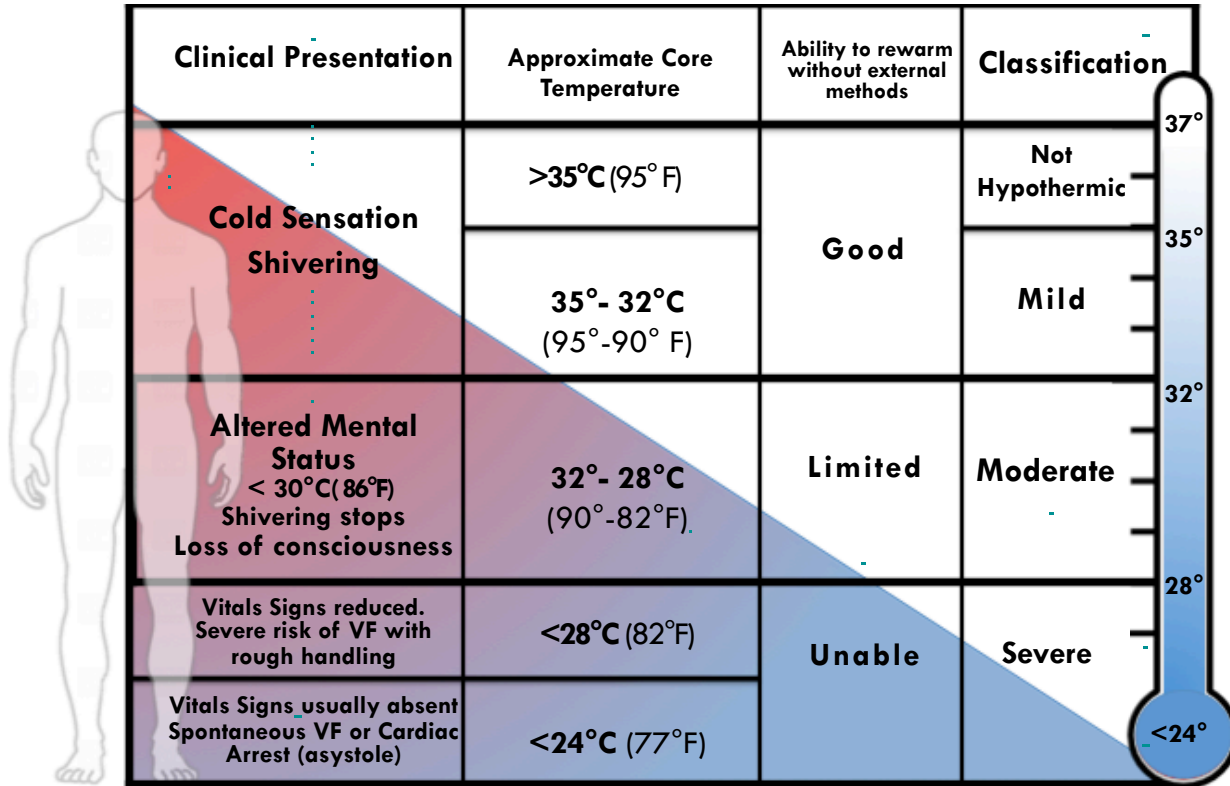 Clinical Presentation
Approximate Core
Temperature
Ability to rewarm
without external
methods
Classification
37°
Cold Sensation
Shivering
>35°C (95° F)
Good
Not
Hypothermic
35°
35°- 32°C
(95°-90° F)
Mild
32°
Altered Mental
Status
< 30°C( 86°F)
Shivering stops
Loss of consciousness
32°- 28°C
(90°-82°F)
Limited
Moderate
28°
Vitals Signs reduced.
Severe risk of VF with
rough handling
<28°C (82°F)
Unable
Severe
Vitals Signs usually absent
Spontaneous VF or Cardiac
Arrest (asystole)
<24°C (77°F)
<24°